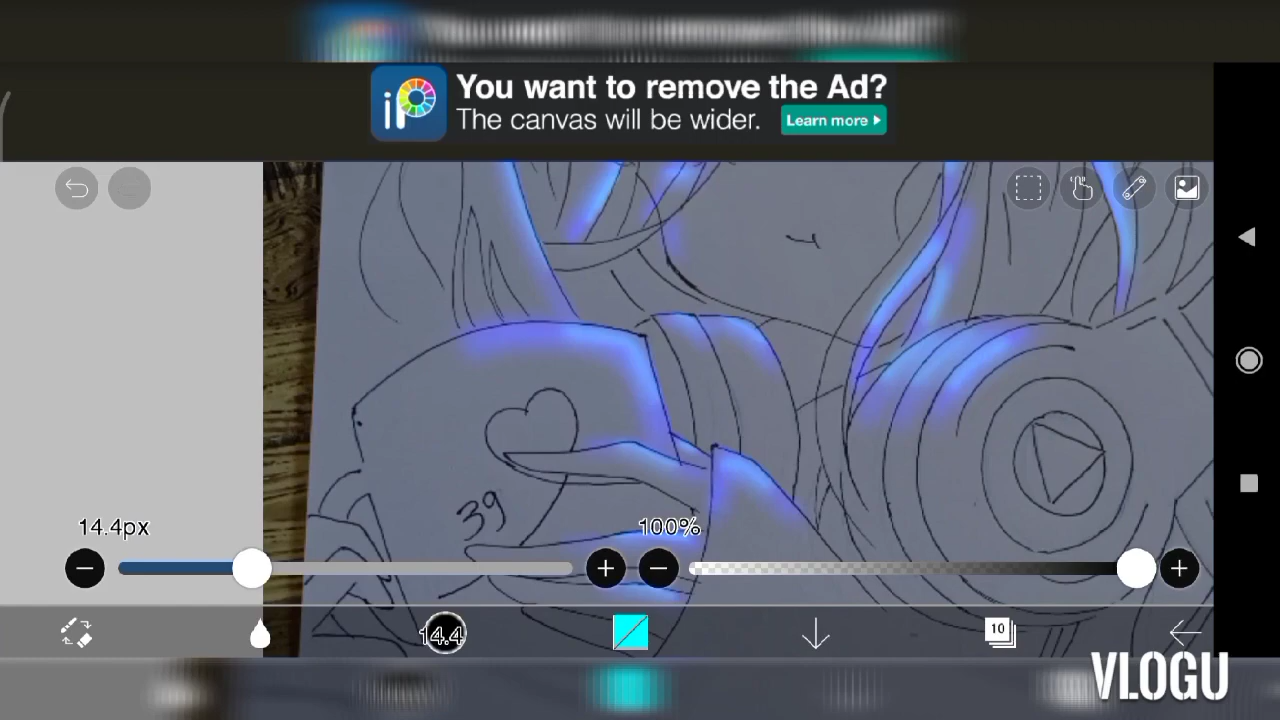 iP
You want to remove the Ad?
The canvas will be wider.
Learn more
39
14.4px
100%
14.4
10
VLOGU